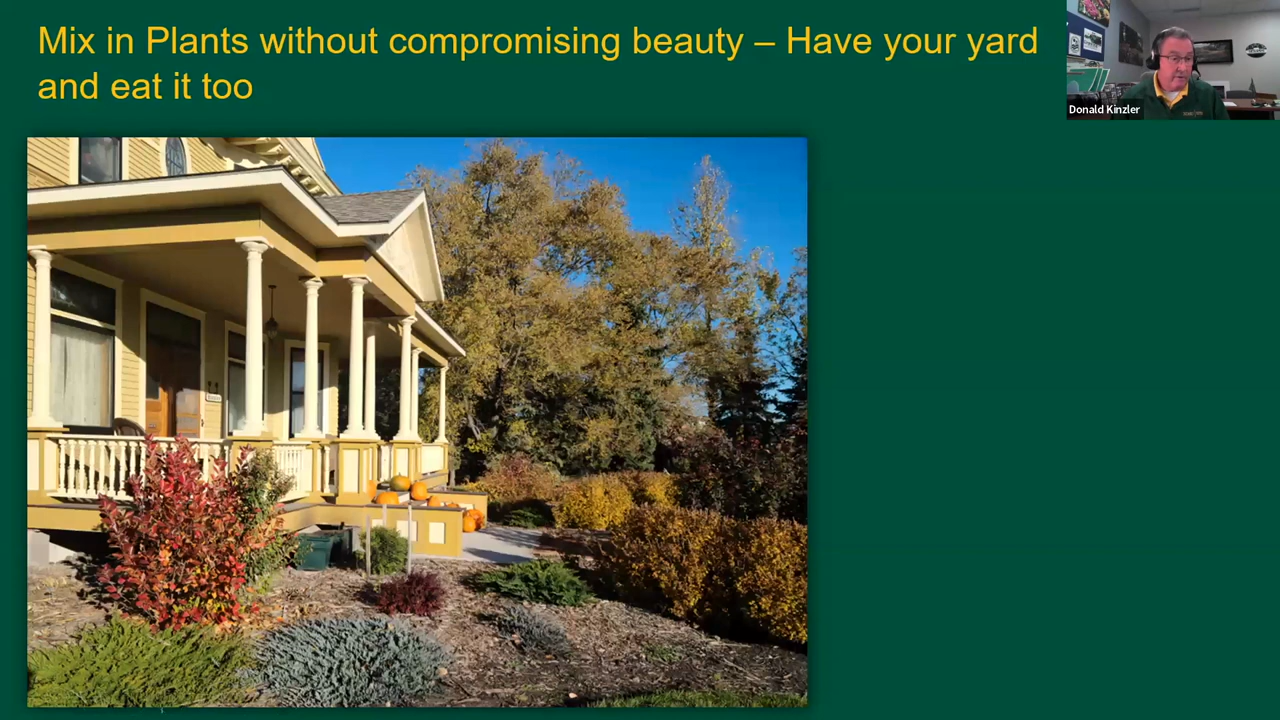 Mix in Plants without compromising beauty – Have your yard
and eat it too
Donald Kinzler